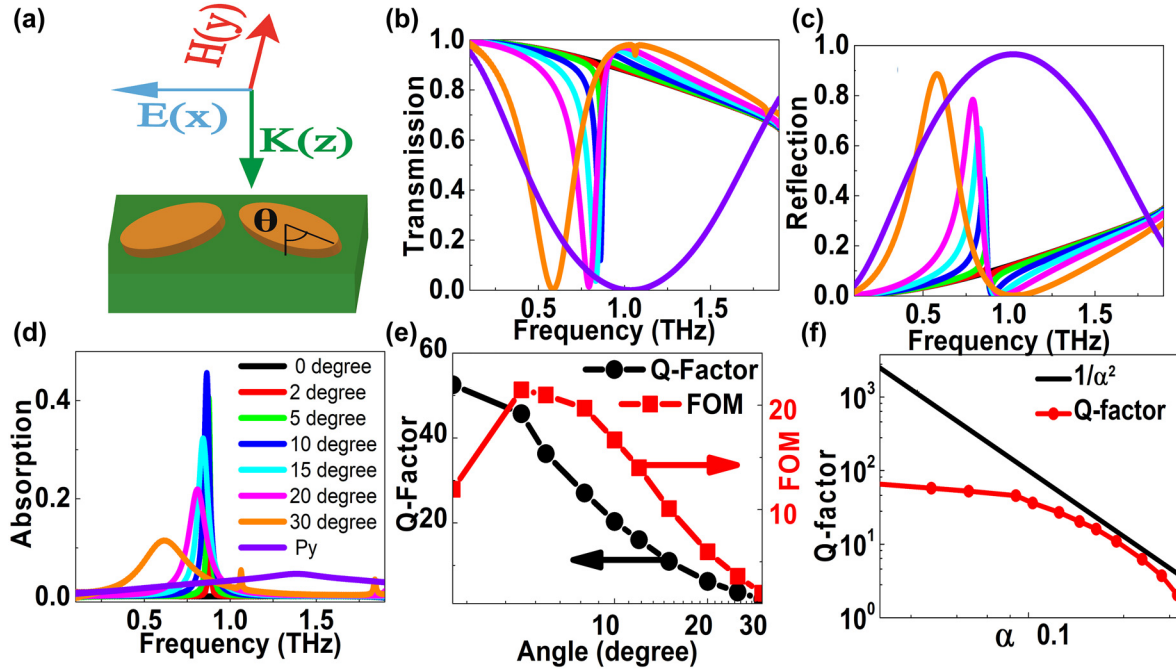 (a)
H(y)
E(x)
K(z)
θ
(b)
1.0
0.8
0.6
0.4
0.2
0.0
Transmission
0.5 1.0 1.5
Frequency (THz)
(c)
1.0
0.8
0.6
0.4
0.2
0.0
Reflection
0.5 1.0 1.5
Frequency (THz)
(d)
0.4
0.2
0.0
Absorption
0 degree
2 degree
5 degree
10 degree
15 degree
20 degree
30 degree
Py
0.5 1.0 1.5
Frequency (THz)
(e)
60
50
40
30
20
Q-Factor
Q-Factor
FOM
20
10
FOM
10 20 30
Angle (degree)
(f)
10³
10²
10¹
10⁰
Q-factor
1/α²
Q-factor
α 0.1